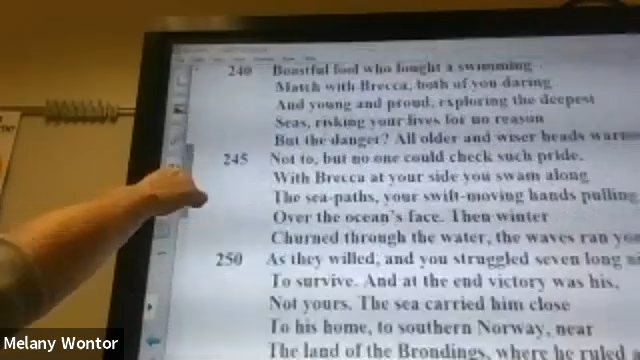 240 Boastful fool who fought a swimming
Match with Brecca, both of you daring
And young and proud, exploring the deepest
Seas, risking your lives for no reason
But the danger? All older and wiser heads
245 Not to, but no one could check such pride.
With Brecca at your side you swam along
The sea-paths, your swift-moving hands pulling
Over the ocean's face. Then winter
Churned through the water, the waves ran
250 As they willed, and you struggled seven long
To survive. And at the end victory was his,
Not yours. The sea carried him close
To his home, to southern Norway, near
The land of the Brondings, where he ruled
Melany Wontor